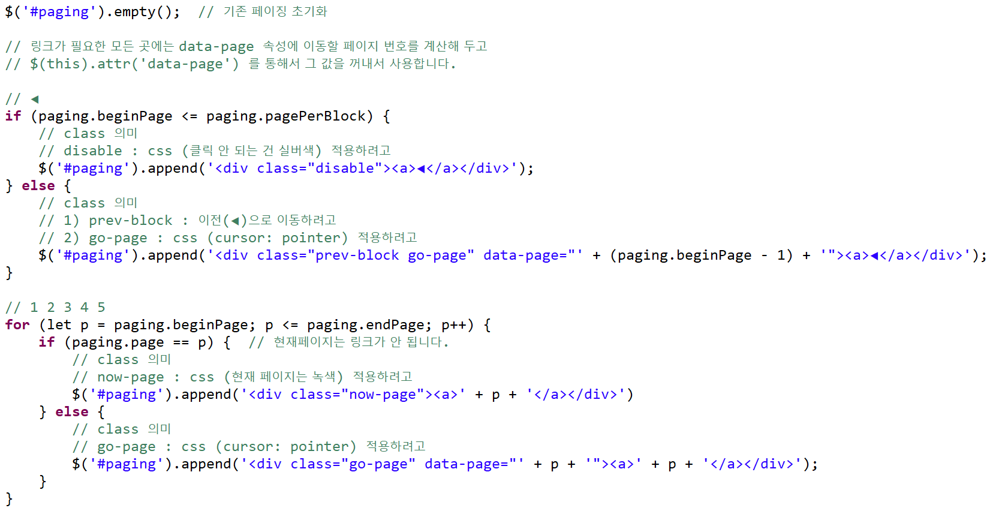 $('#paging').empty();  // 기존 페이징 초기화
// 링크가 필요한 모든 곳에는 data-page 속성에 이동할 페이지 번호를 계산해 두고
// $(this).attr('data-page') 를 통해서 그 값을 꺼내서 사용합니다.
// ◀
if (paging.beginPage <= paging.pagePerBlock) {
    // class 의미
    // disable : css (클릭 안 되는 건 실버색) 적용하려고
    $('#paging').append('<div class="disable"><a>◀</a></div>');
} else {
    // class 의미
    // 1) prev-block : 이전(◀)으로 이동하려고
    // 2) go-page : css (cursor: pointer) 적용하려고
    $('#paging').append('<div class="prev-block go-page" data-page="' + (paging.beginPage - 1) + '"><a>◀</a></div>');
}
// 1 2 3 4 5
for (let p = paging.beginPage; p <= paging.endPage; p++) {
    if (paging.page == p) {  // 현재페이지는 링크가 안 됩니다.
        // class 의미
        // now-page : css (현재 페이지는 녹색) 적용하려고
        $('#paging').append('<div class="now-page"><a>' + p + '</a></div>')
    } else {
        // class 의미
        // go-page : css (cursor: pointer) 적용하려고
        $('#paging').append('<div class="go-page" data-page="' + p + '"><a>' + p + '</a></div>');
    }
}